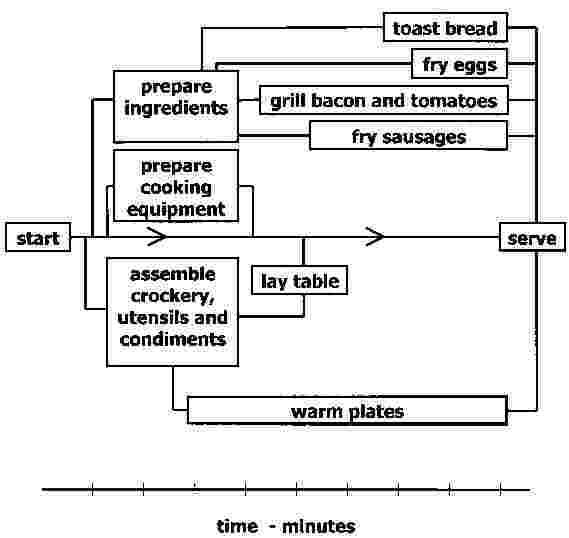 toast bread
fry eggs
prepare
ingredients
grill bacon and tomatoes
fry sausages
prepare
cooking
equipment
start
serve
assemble
crockery,
utensils and
condiments
lay table
warm plates
time - minutes